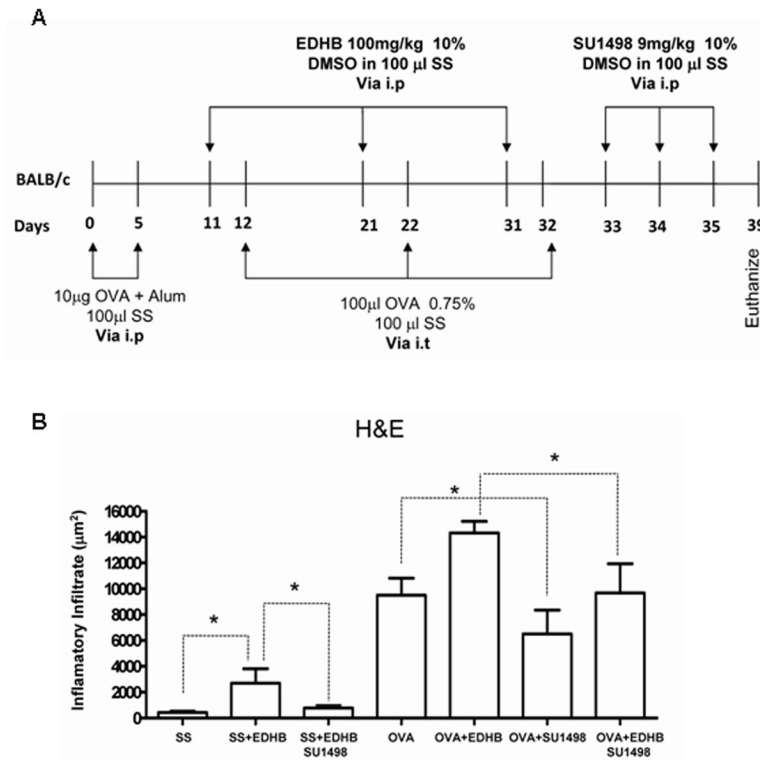 A
EDHB 100mg/kg 10%
DMSO in 100 µl SS
Via i.p
SU1498 9mg/kg 10%
DMSO in 100 µl SS
Via i.p
BALB/c
Days 0 5 11 12 21 22 31 32 33 34 35 39
10µg OVA + Alum
100µl SS
Via i.p
100µl OVA 0.75%
100 µl SS
Via i.t
Euthanize
B
H&E
Inflamatory Infiltrate (µm²)
16000
14000
12000
10000
8000
6000
4000
2000
0
* * * *
SS SS+EDHB SS+EDHB SU1498 OVA OVA+EDHB OVA+SU1498 OVA+EDHB SU1498